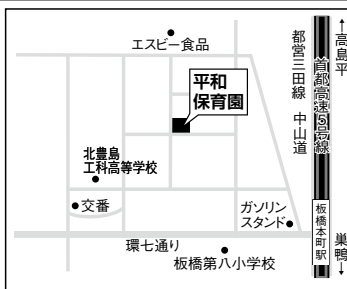 エスビー食品
平和
保育園
北豊島
工科高等学校
交番
ガソリン
スタンド
環七通り
板橋第八小学校
都営三田線
中山道
首都高速5号線
板橋本町駅
←高島平
巣鴨→